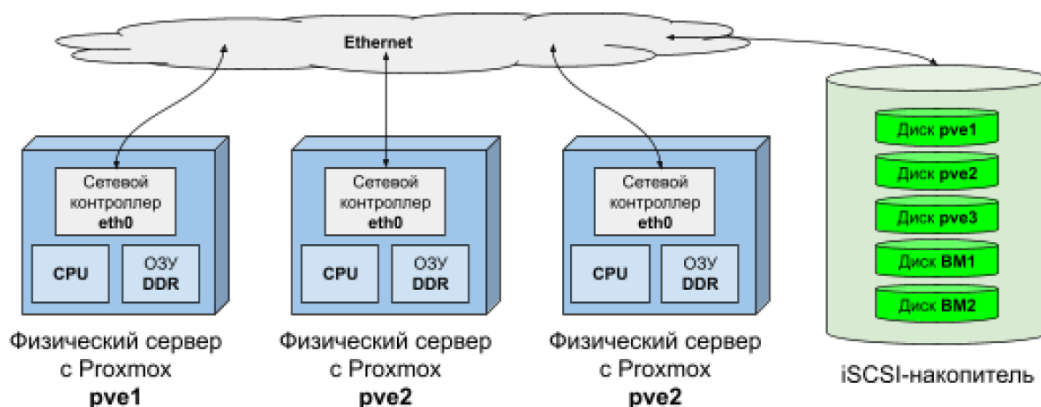 Ethernet
Сетевой
контроллер
eth0
CPU
ОЗУ
DDR
Физический сервер
с Proxmox
pve1
Сетевой
контроллер
eth0
CPU
ОЗУ
DDR
Физический сервер
с Proxmox
pve2
Сетевой
контроллер
eth0
CPU
ОЗУ
DDR
Физический сервер
с Proxmox
pve2
Диск pve1
Диск pve2
Диск pve3
Диск ВМ1
Диск ВМ2
iSCSI-накопитель